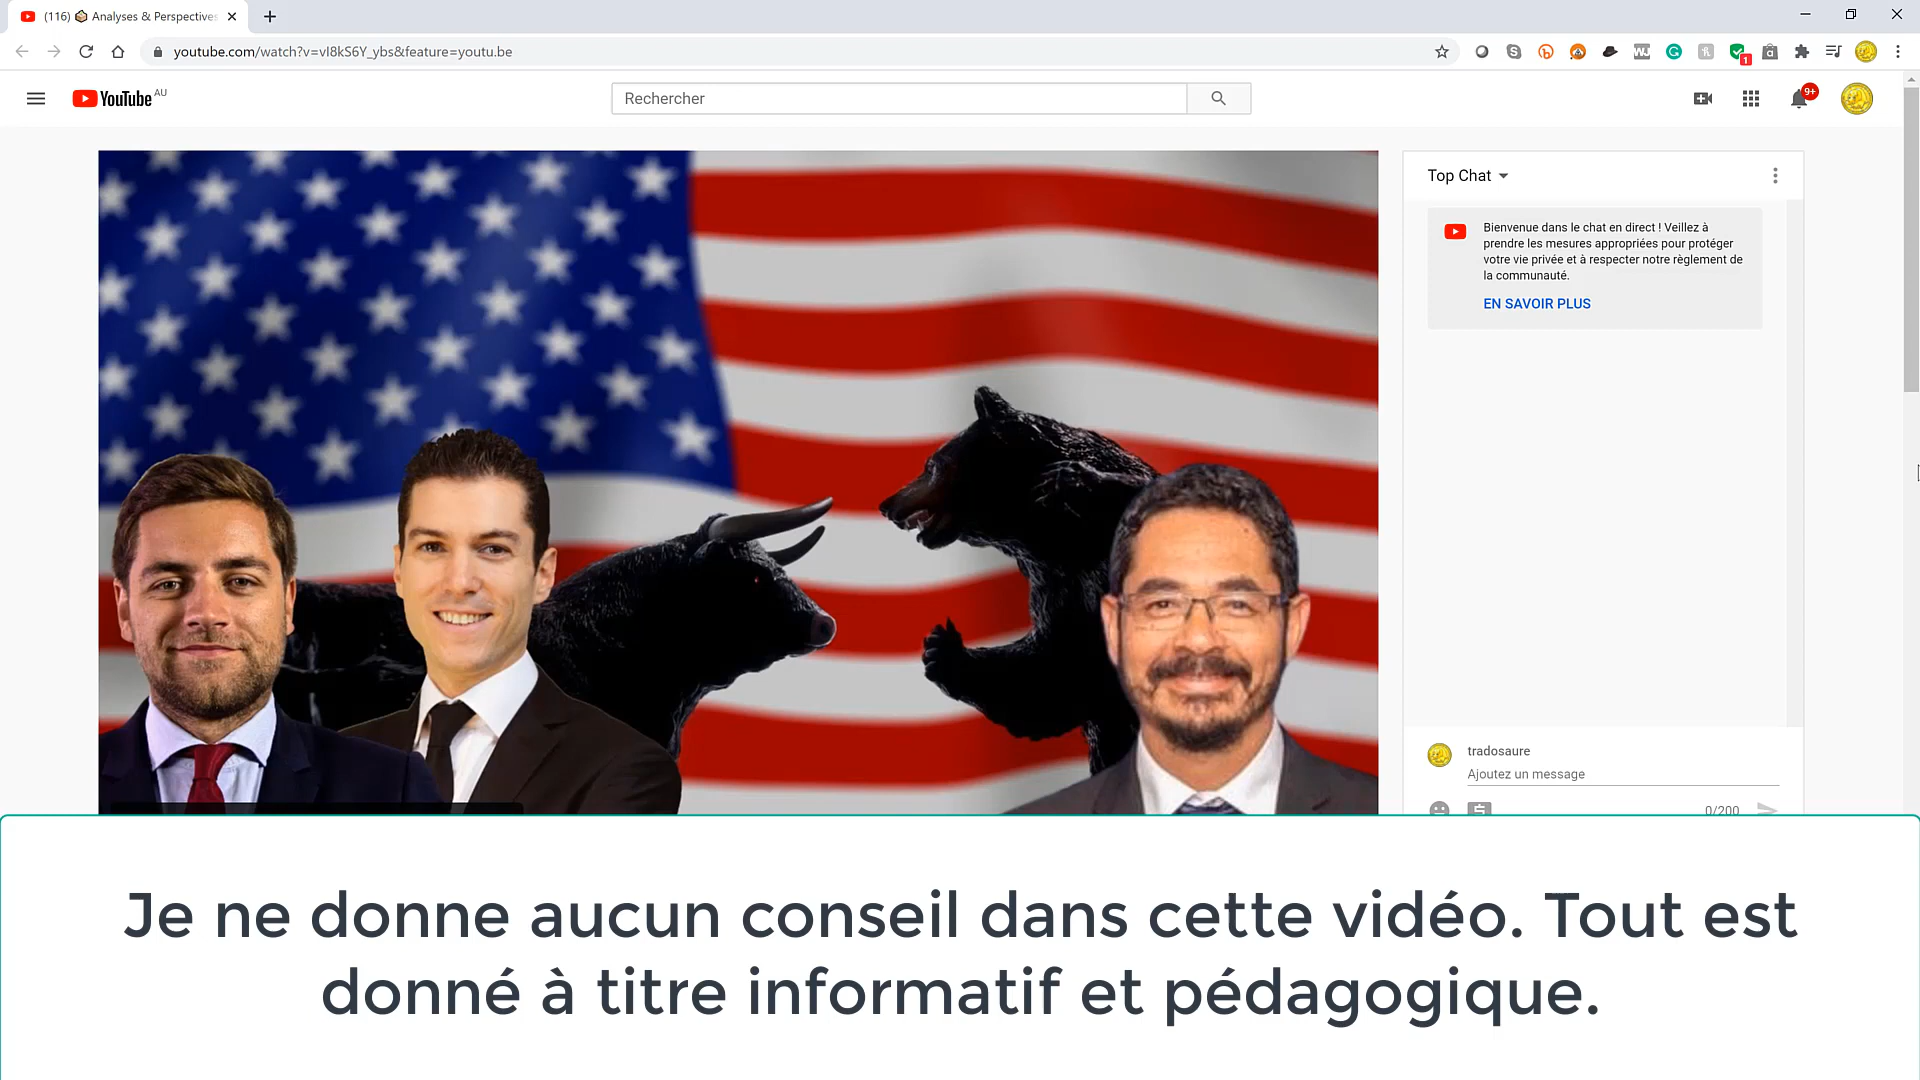 (116) Analyses & Perspectives
youtube.com/watch?v=vI8kS6Y_ybs&feature=youtu.be
1
YouTube AU
Rechercher
9+
Top Chat
Bienvenue dans le chat en direct ! Veillez à
prendre les mesures appropriées pour protéger
votre vie privée et à respecter notre règlement de
la communauté.
EN SAVOIR PLUS
tradosaure
Ajoutez un message
0/200
Je ne donne aucun conseil dans cette vidéo. Tout est
donné à titre informatif et pédagogique.